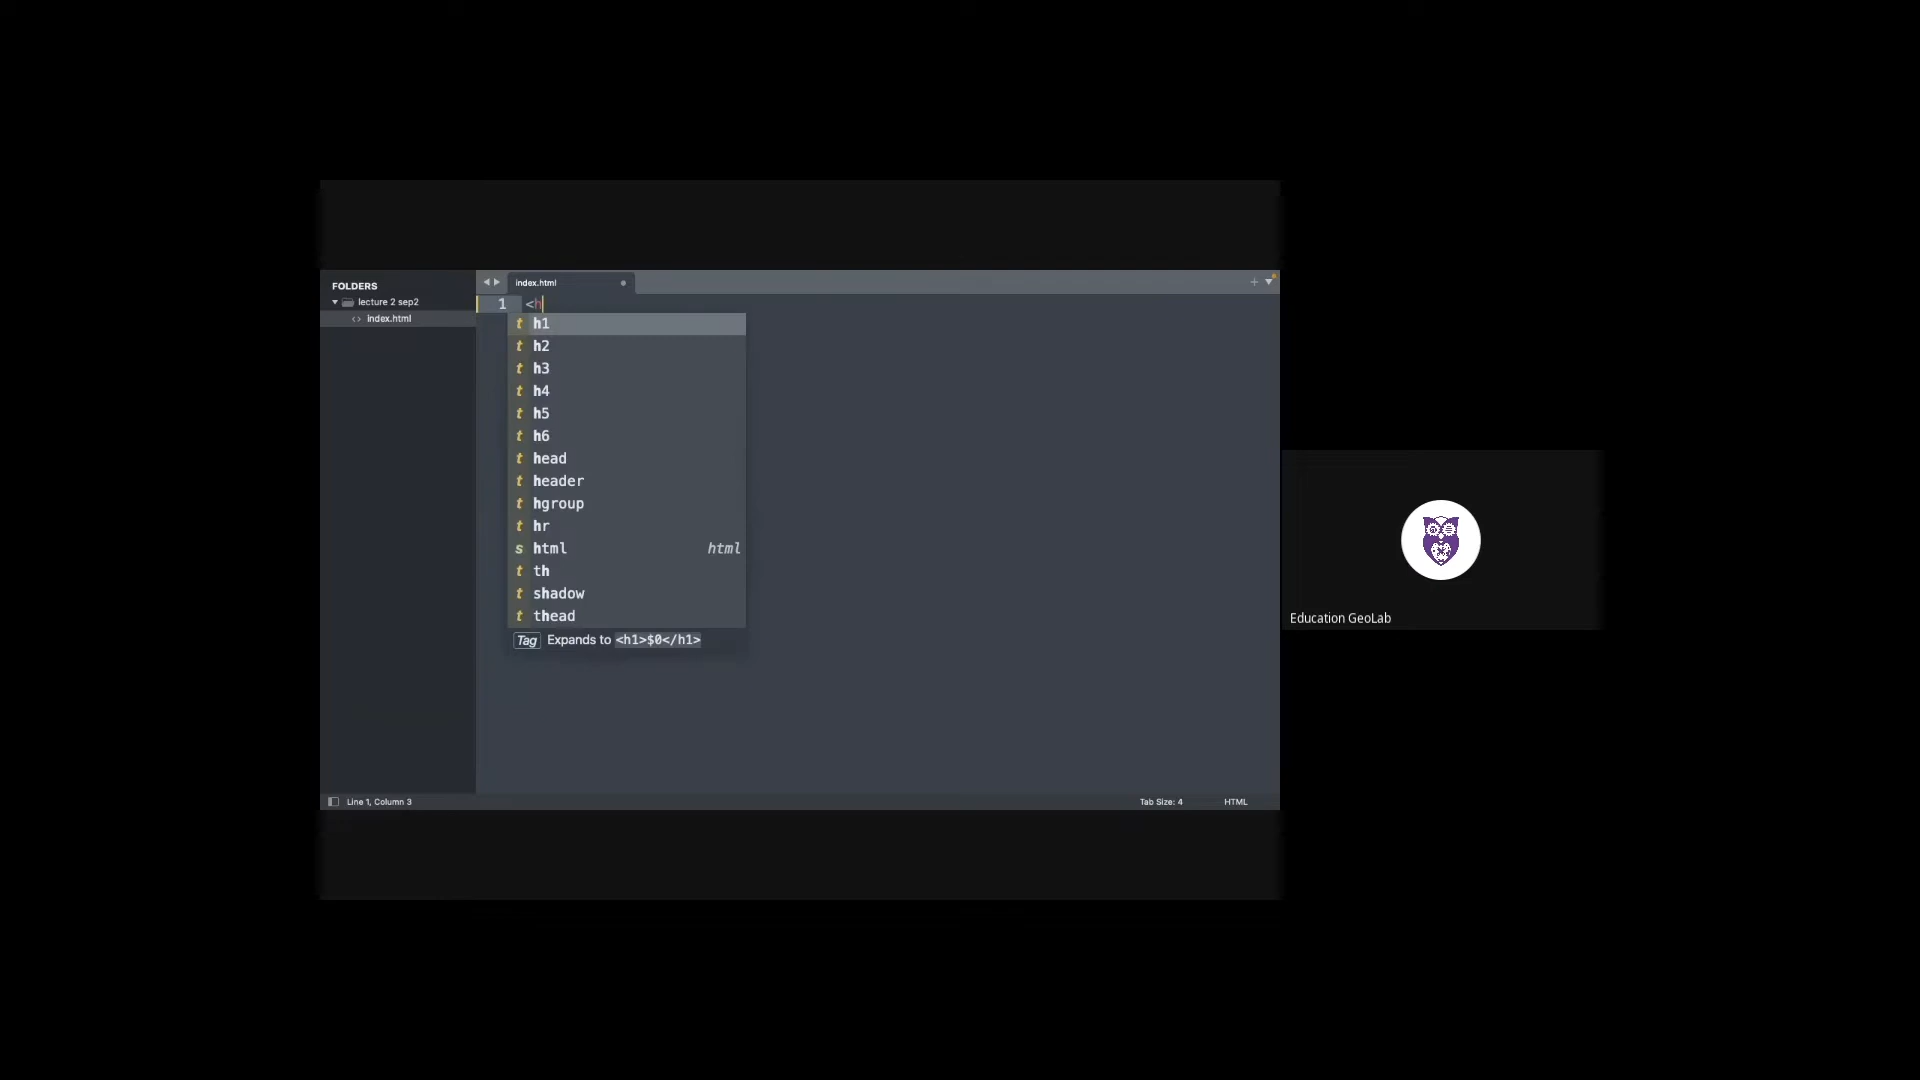 FOLDERS
lecture 2 sep2
<> index.html
index.html
1 <h
t h1
t h2
t h3
t h4
t h5
t h6
t head
t header
t hgroup
t hr
s html html
t th
t shadow
t thead
Tag Expands to <h1>$0</h1>
Line 1, Column 3
Tab Size: 4
HTML
Education GeoLab